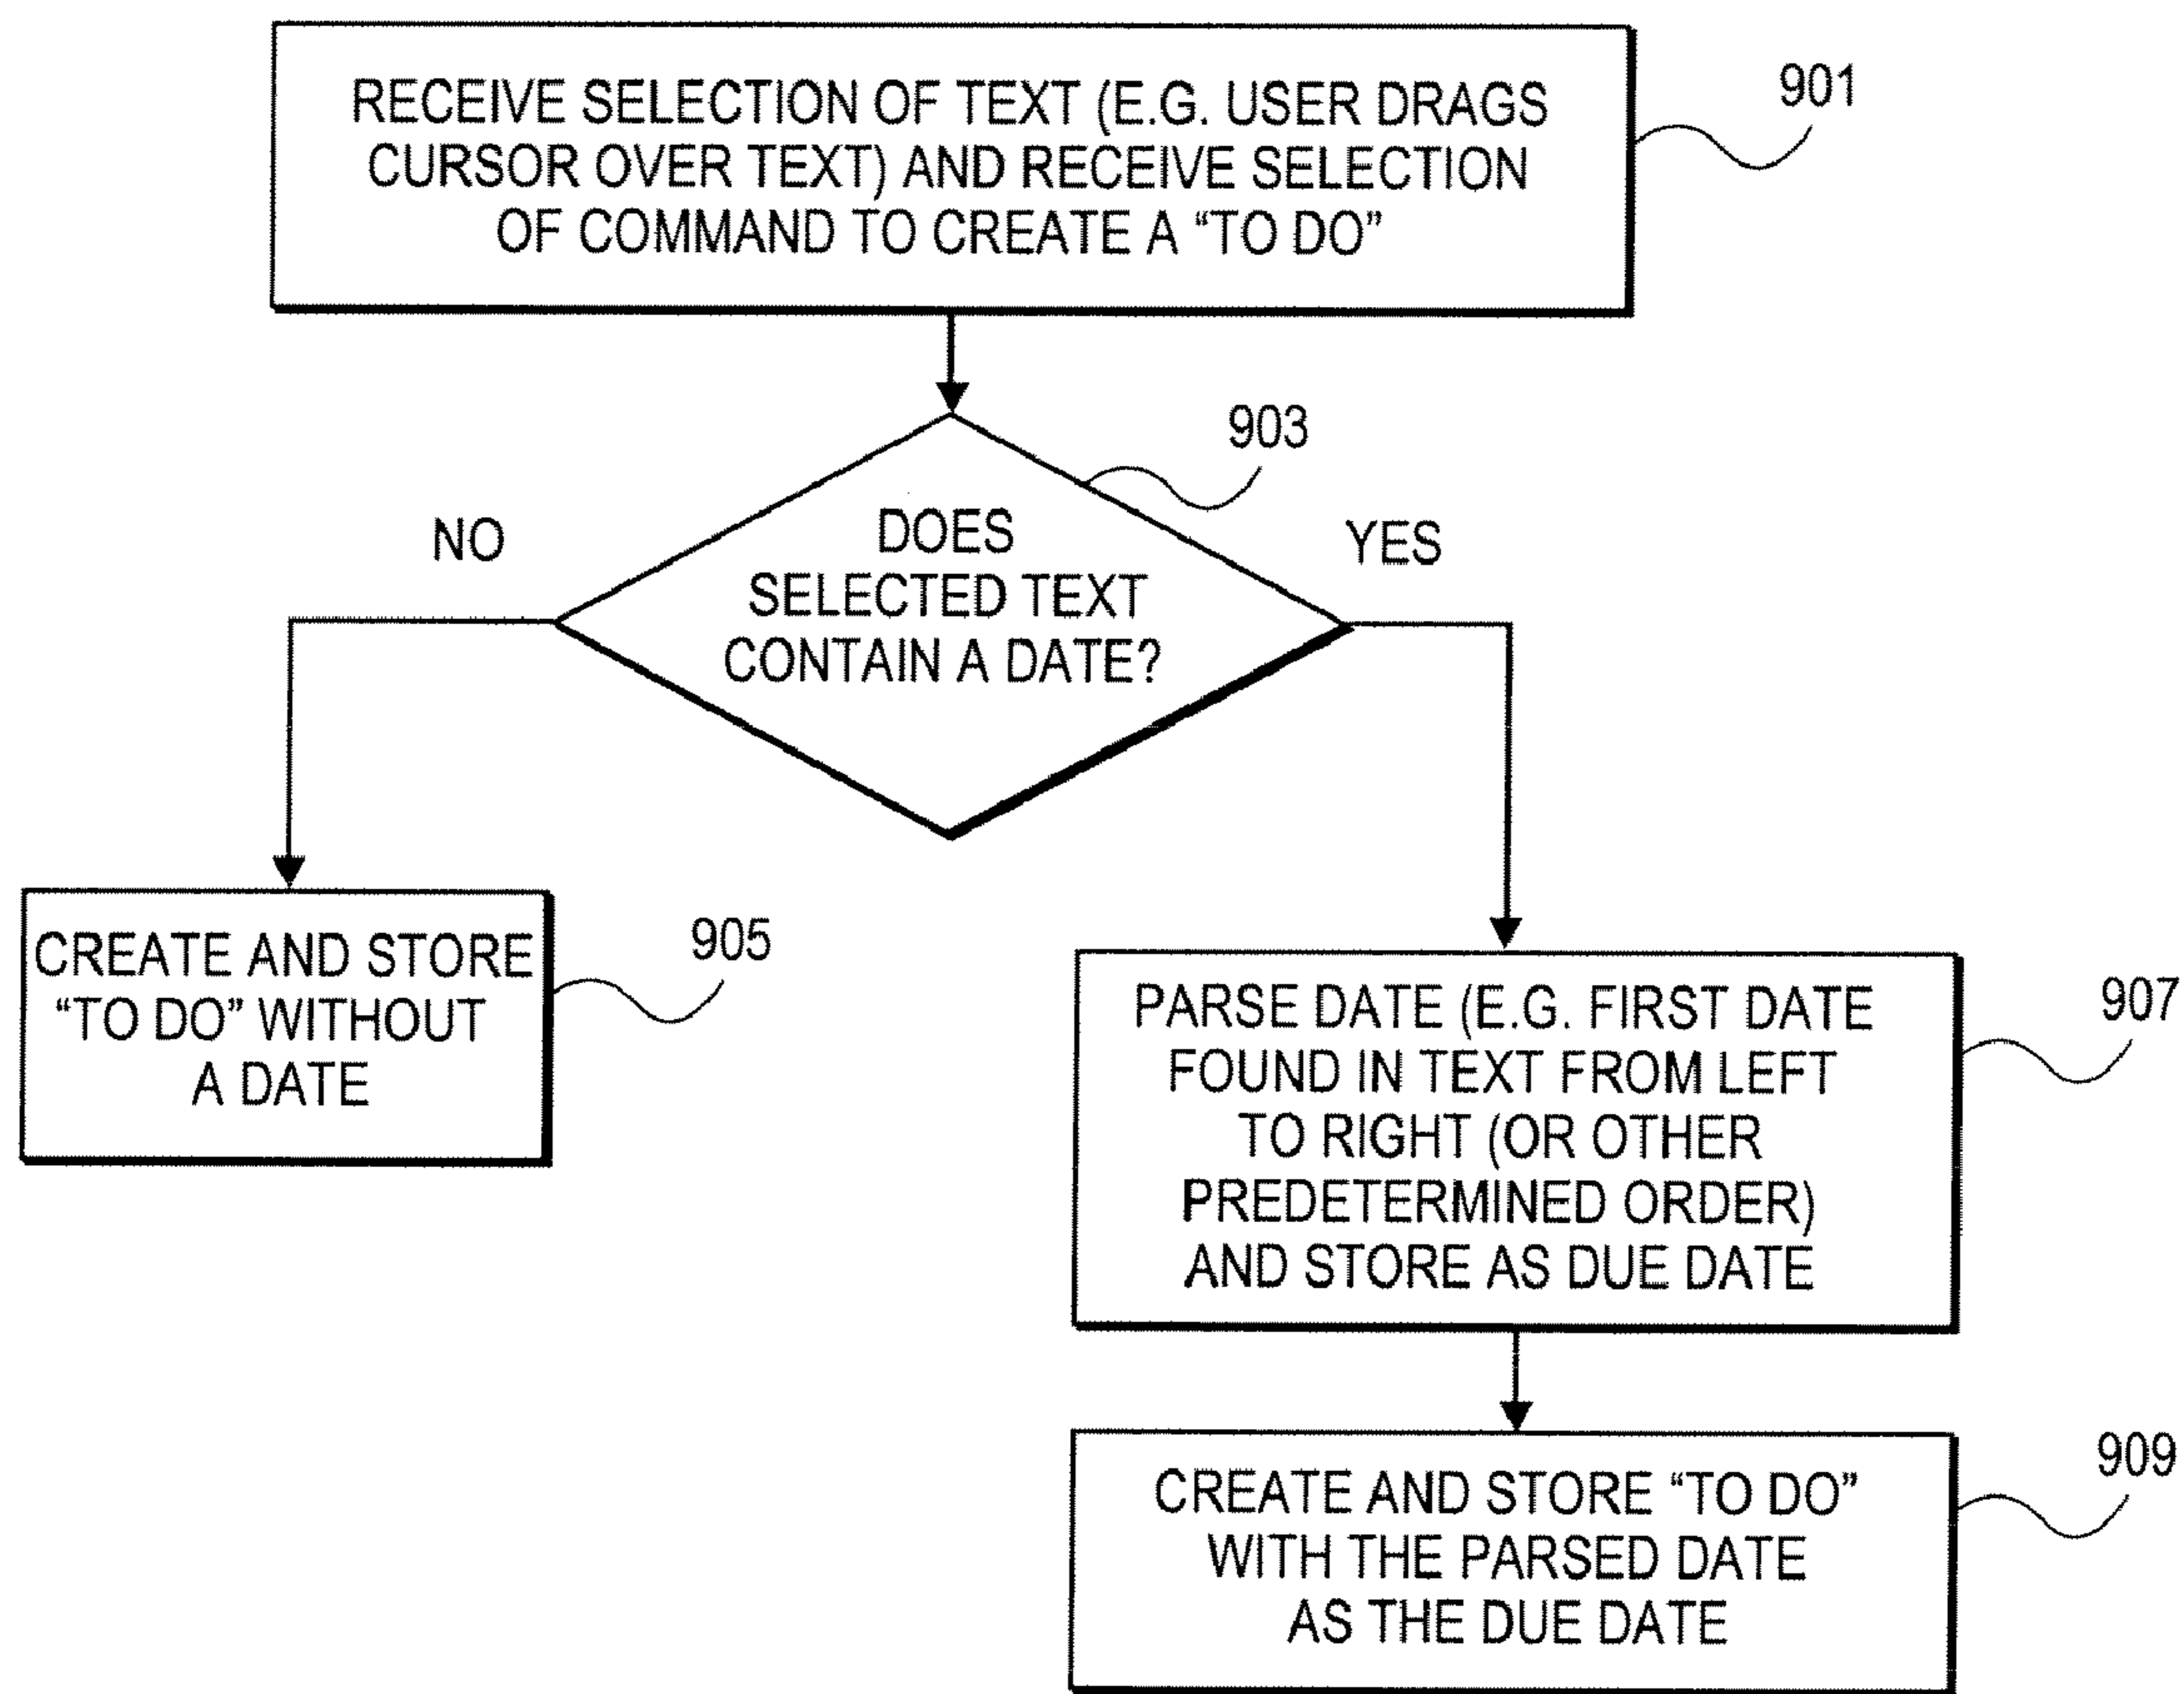 RECEIVE SELECTION OF TEXT (E.G. USER DRAGS
CURSOR OVER TEXT) AND RECEIVE SELECTION
OF COMMAND TO CREATE A “TO DO”
901
903
NO
DOES
SELECTED TEXT
CONTAIN A DATE?
YES
CREATE AND STORE
“TO DO” WITHOUT
A DATE
905
PARSE DATE (E.G. FIRST DATE
FOUND IN TEXT FROM LEFT
TO RIGHT (OR OTHER
PREDETERMINED ORDER)
AND STORE AS DUE DATE
907
CREATE AND STORE “TO DO”
WITH THE PARSED DATE
AS THE DUE DATE
909